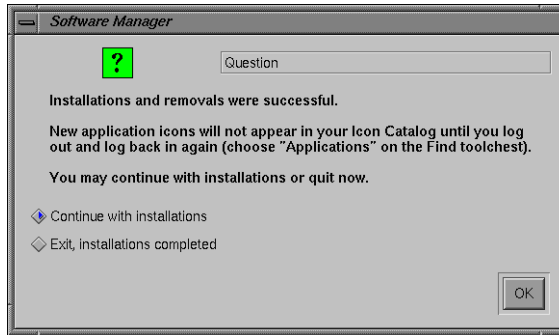 Software Manager
?
Question
Installations and removals were successful.
New application icons will not appear in your Icon Catalog until you log
out and log back in again (choose "Applications" on the Find toolchest).
You may continue with installations or quit now.
Continue with installations
Exit, installations completed
OK